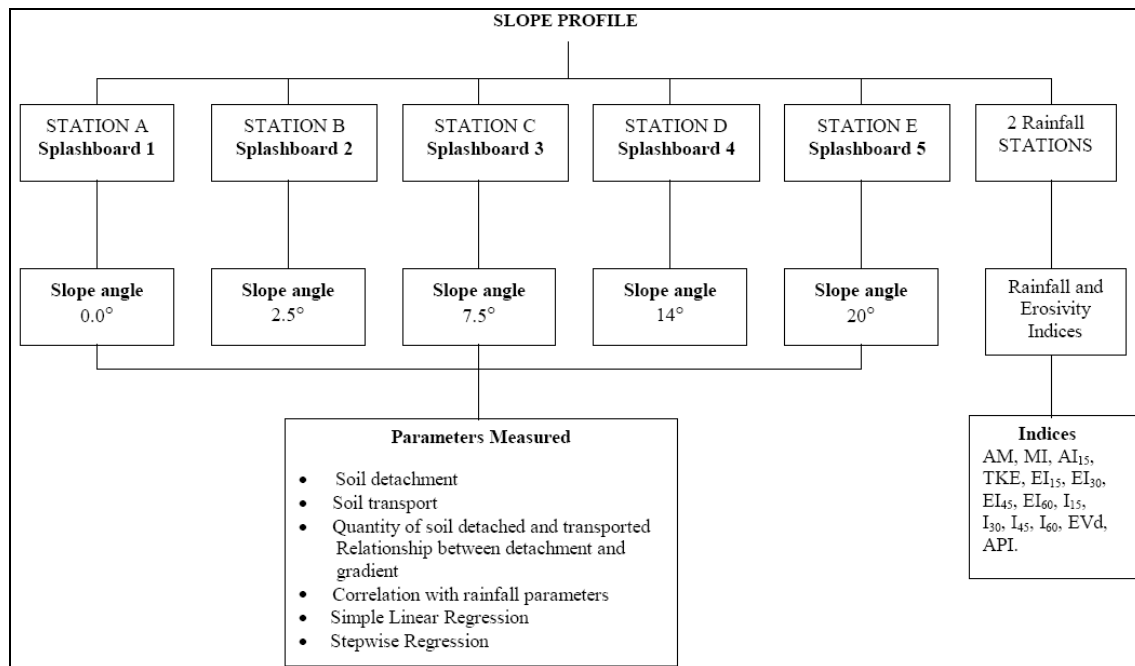 SLOPE PROFILE
STATION A
Splashboard 1
STATION B
Splashboard 2
STATION C
Splashboard 3
STATION D
Splashboard 4
STATION E
Splashboard 5
2 Rainfall
STATIONS
Slope angle
0.0°
Slope angle
2.5°
Slope angle
7.5°
Slope angle
14°
Slope angle
20°
Rainfall and
Erosivity
Indices
Parameters Measured
• Soil detachment
• Soil transport
• Quantity of soil detached and transported
Relationship between detachment and
gradient
• Correlation with rainfall parameters
• Simple Linear Regression
• Stepwise Regression
Indices
AM, MI, AI₁₅,
TKE, EI₁₅, EI₃₀,
EI₄₅, EI₆₀, I₁₅,
I₃₀, I₄₅, I₆₀, EVd,
API.